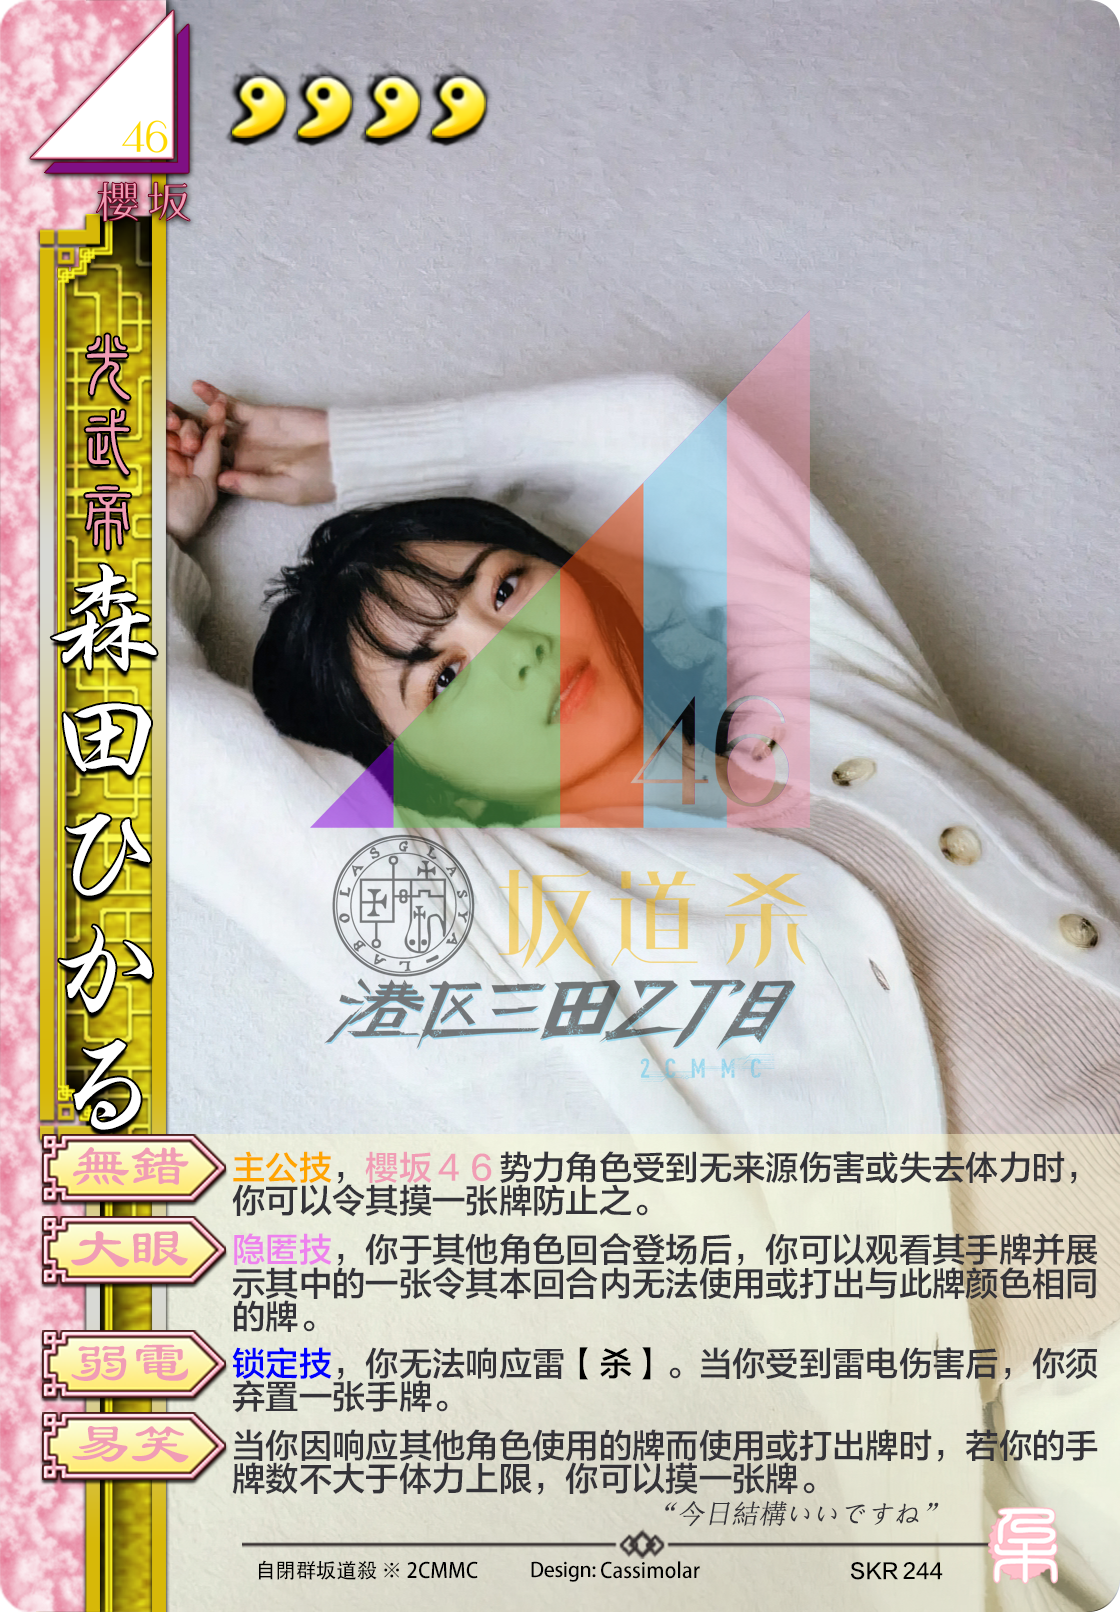 46
櫻坂
光武帝
森田ひかる
46
GLASYA-LABOLAS
坂道杀
港区三田2丁目
2CMMC
無錯
主公技，櫻坂４６势力角色受到无来源伤害或失去体力时，
你可以令其摸一张牌防止之。
大眼
隐匿技，你于其他角色回合登场后，你可以观看其手牌并展
示其中的一张令其本回合内无法使用或打出与此牌颜色相同
的牌。
弱電
锁定技，你无法响应雷【杀】。当你受到雷电伤害后，你须
弃置一张手牌。
易笑
当你因响应其他角色使用的牌而使用或打出牌时，若你的手
牌数不大于体力上限，你可以摸一张牌。
“今日結構いいですね”
自閉群坂道殺 ※ 2CMMC
Design: Cassimolar
SKR 244